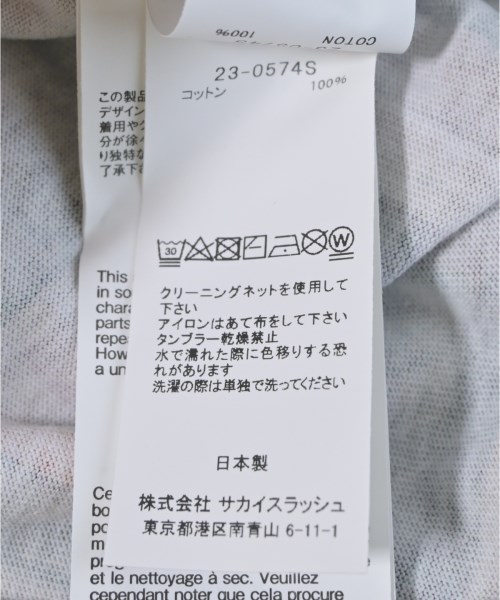 COTTON 100%
23-0574S
コットン 100%
この製品
デザイン
着用や
分が徐
り独特な
了承下さ
30
W
クリーニングネットを使用して
下さい
アイロンはあて布をして下さい
タンブラー乾燥禁止
水で濡れた際に色移りする恐
れがあります
洗濯の際は単独で洗ってください
日本製
株式会社 サカイスラッシュ
東京都港区南青山 6-11-1
This
in so
chara
parts
repe
How
a un
Ce
bo
po
m
pro
et le nettoyage à sec. Veuillez
cependant noter que cela procure